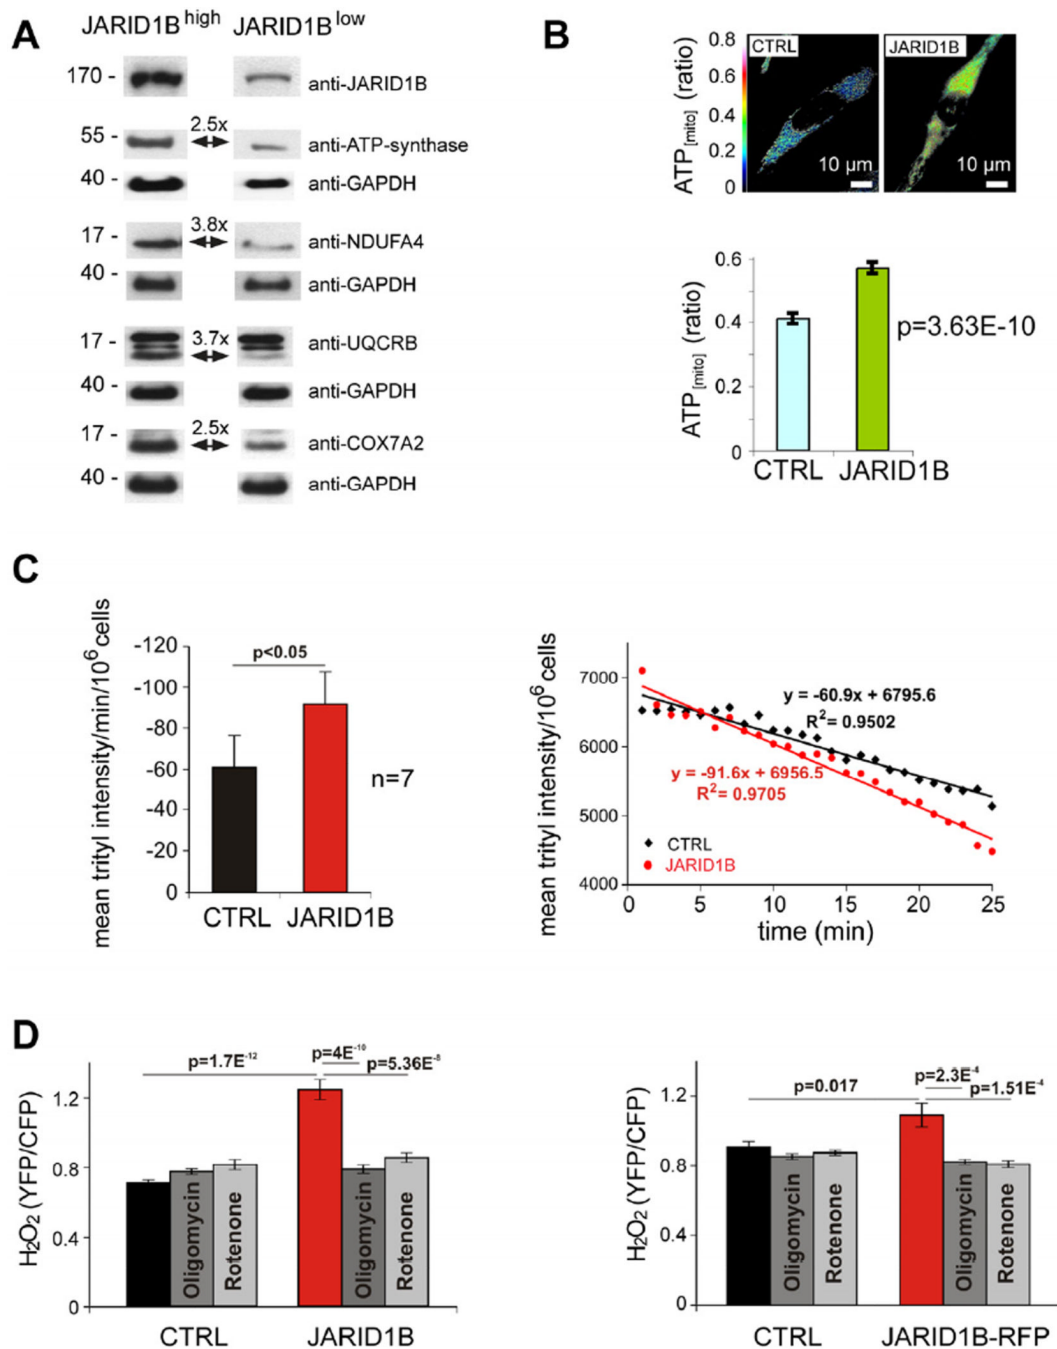 A
JARID1B high JARID1B low
170 - anti-JARID1B
55 - 2.5x anti-ATP-synthase
40 - anti-GAPDH
17 - 3.8x anti-NDUFA4
40 - anti-GAPDH
17 - 3.7x anti-UQCRB
40 - anti-GAPDH
17 - 2.5x anti-COX7A2
40 - anti-GAPDH
B
ATP[mito] (ratio)
0.8
0.6
0.4
0.2
0
CTRL
10 µm
JARID1B
10 µm
ATP[mito] (ratio)
0.6
0.4
0.2
0
p=3.63E-10
CTRL JARID1B
C
mean trityl intensity/min/10⁶ cells
-120
-100
-80
-60
-40
-20
0
p<0.05
n=7
CTRL JARID1B
mean trityl intensity/10⁶ cells
7000
6000
5000
4000
y = -60.9x + 6795.6
R²= 0.9502
y = -91.6x + 6956.5
R²= 0.9705
CTRL
JARID1B
0 5 10 15 20 25
time (min)
D
H₂O₂ (YFP/CFP)
1.2
0.8
0.4
0
p=1.7E⁻¹²
p=4E⁻¹⁰
p=5.36E⁻⁸
Oligomycin
Rotenone
Oligomycin
Rotenone
CTRL JARID1B
H₂O₂ (YFP/CFP)
1.2
0.8
0.4
0
p=0.017
p=2.3E⁻⁴
p=1.51E⁻⁴
Oligomycin
Rotenone
Oligomycin
Rotenone
CTRL JARID1B-RFP